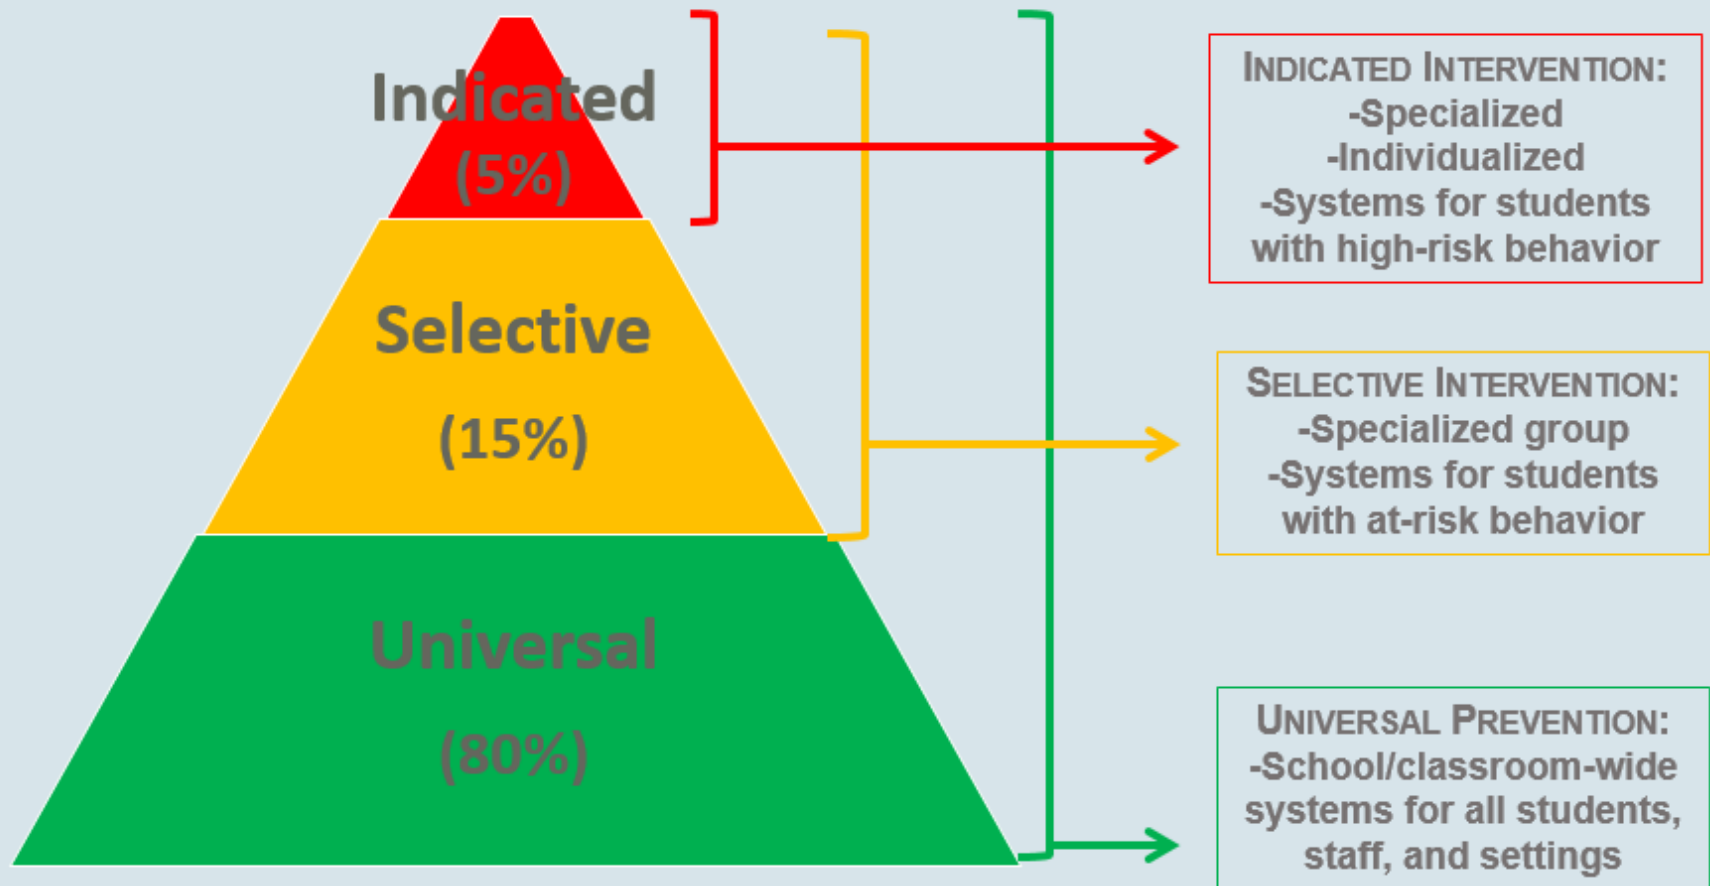 Indicated
(5%)
Selective
(15%)
Universal
(80%)
INDICATED INTERVENTION:
-Specialized
-Individualized
-Systems for students
with high-risk behavior
SELECTIVE INTERVENTION:
-Specialized group
-Systems for students
with at-risk behavior
UNIVERSAL PREVENTION:
-School/classroom-wide
systems for all students,
staff, and settings